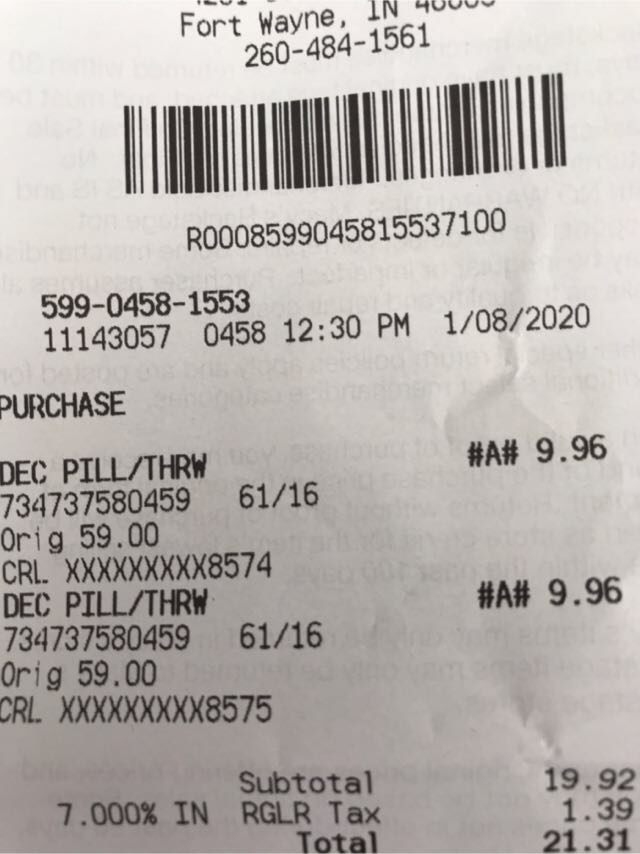 Fort Wayne, IN
260-484-1561
R0008599045815537100
599-0458-1553
11143057 0458 12:30 PM 1/08/2020
PURCHASE
DEC PILL/THRW #A# 9.96
734737580459 61/16
Orig 59.00
CRL XXXXXXXXX8574
DEC PILL/THRW #A# 9.96
734737580459 61/16
Orig 59.00
CRL XXXXXXXXX8575
Subtotal 19.92
7.000% IN RGLR Tax 1.39
Total 21.31